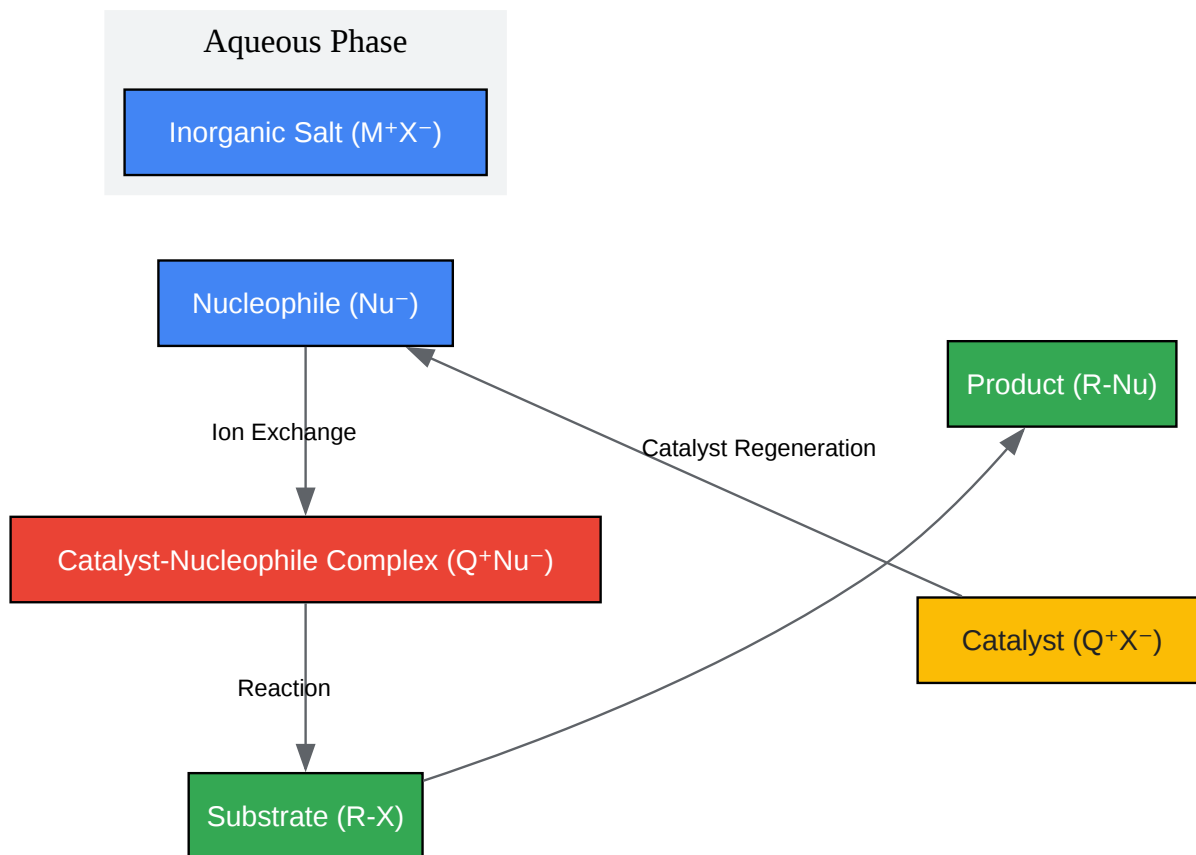 Aqueous Phase
Inorganic Salt (M⁺X⁻)
Nucleophile (Nu⁻)
Product (R-Nu)
Ion Exchange
Catalyst Regeneration
Catalyst-Nucleophile Complex (Q⁺Nu⁻)
Catalyst (Q⁺X⁻)
Reaction
Substrate (R-X)